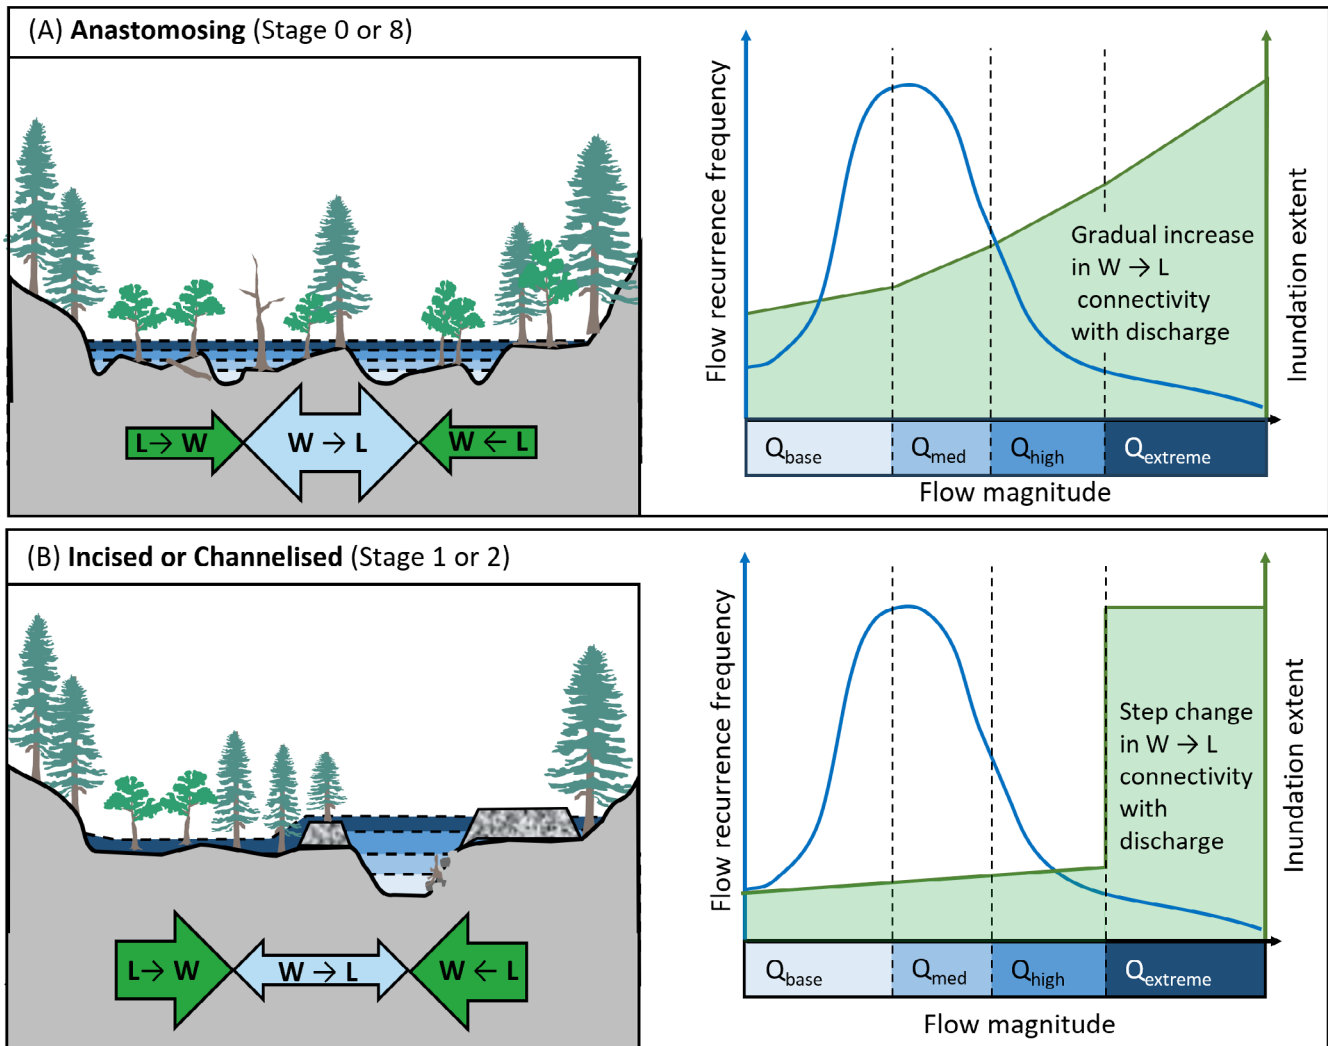 (A) Anastomosing (Stage 0 or 8)
L→ W
W → L
W ← L
Flow recurrence frequency
Gradual increase
in W → L
connectivity
with discharge
Inundation extent
Qbase
Qmed
Qhigh
Qextreme
Flow magnitude
(B) Incised or Channelised (Stage 1 or 2)
L→ W
W → L
W ← L
Flow recurrence frequency
Step change
in W → L
connectivity
with
discharge
Inundation extent
Qbase
Qmed
Qhigh
Qextreme
Flow magnitude